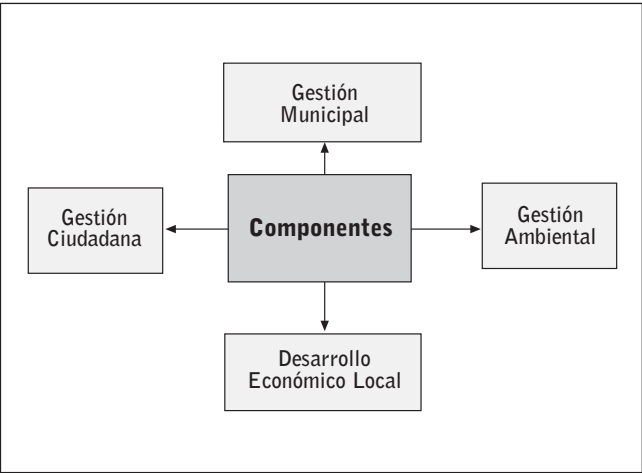 Gestión
Municipal
Gestión
Ciudadana
Componentes
Gestión
Ambiental
Desarrollo
Económico Local